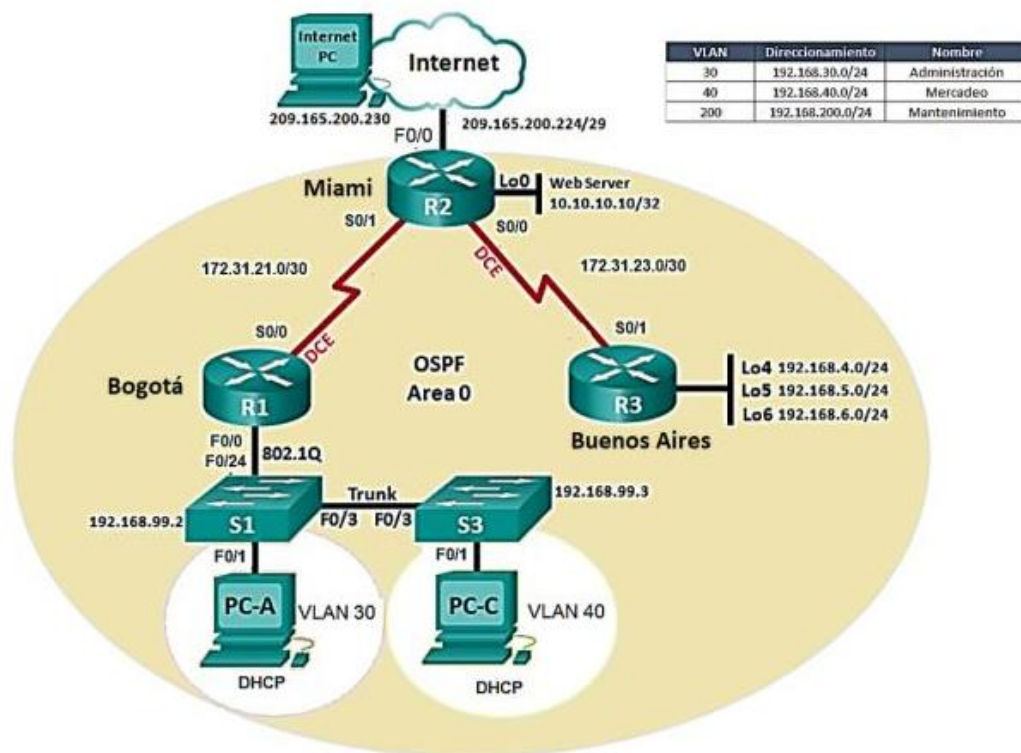 Internet
PC
Internet
209.165.200.230
209.165.200.224/29
F0/0
VLAN Direccionamiento Nombre
30 192.168.30.0/24 Administración
40 192.168.40.0/24 Mercadeo
200 192.168.200.0/24 Mantenimiento
Miami
R2
Lo0
Web Server
10.10.10.10/32
S0/1
S0/0
DCE
172.31.21.0/30
172.31.23.0/30
S0/0
DCE
S0/1
Bogotá
R1
OSPF
Area 0
R3
Buenos Aires
Lo4 192.168.4.0/24
Lo5 192.168.5.0/24
Lo6 192.168.6.0/24
F0/0
F0/24
802.1Q
192.168.99.2
S1
Trunk
F0/3 F0/3
S3
192.168.99.3
F0/1
F0/1
PC-A
VLAN 30
DHCP
PC-C
VLAN 40
DHCP